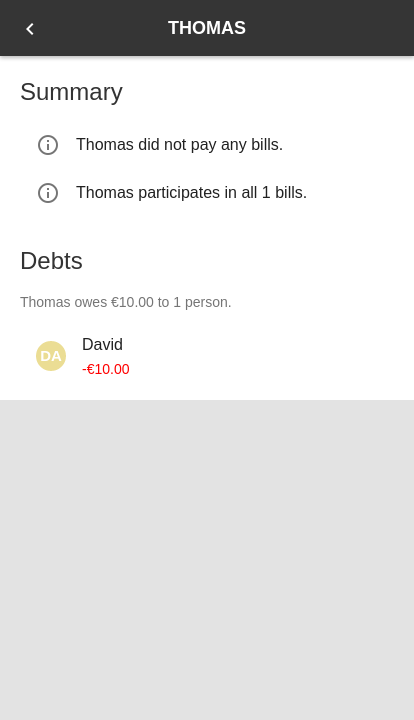 THOMAS
Summary
Thomas did not pay any bills.
Thomas participates in all 1 bills.
Debts
Thomas owes €10.00 to 1 person.
DA
David
-€10.00